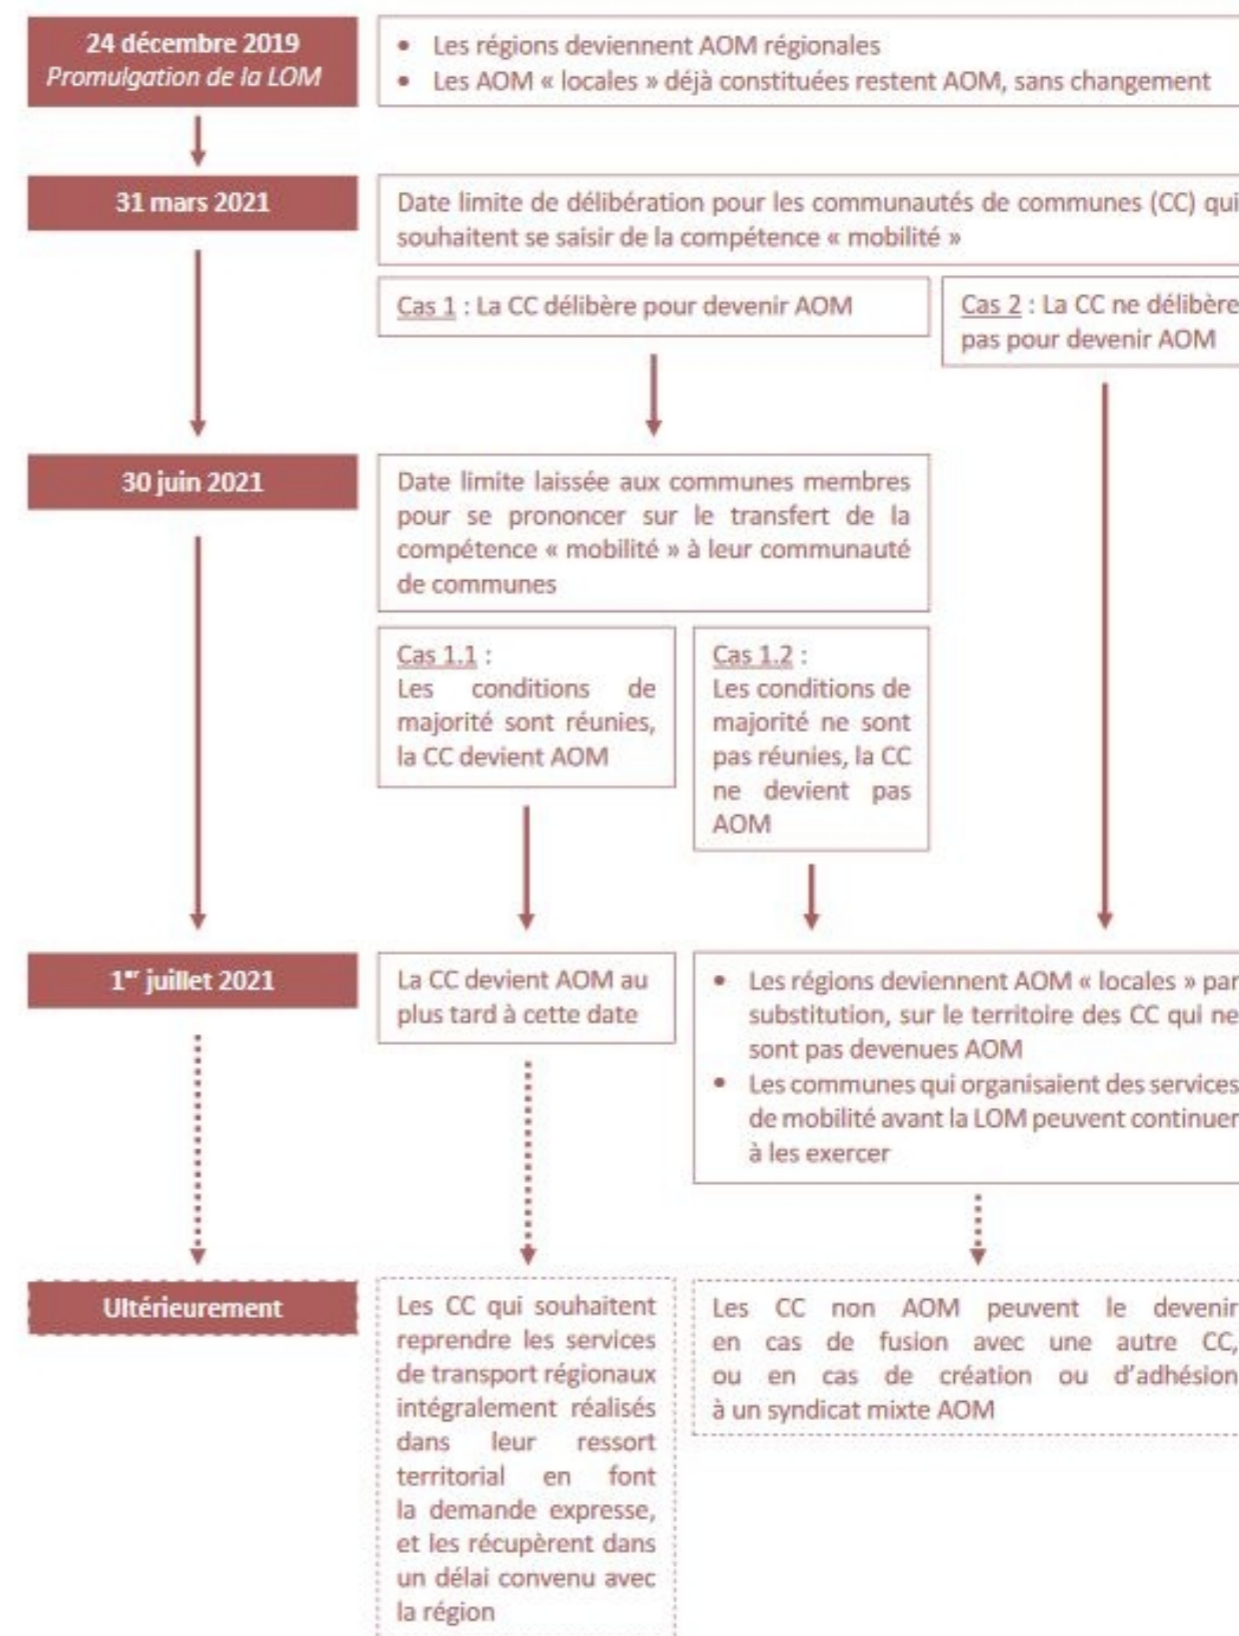 24 décembre 2019
Promulgation de la LOM
• Les régions deviennent AOM régionales
• Les AOM « locales » déjà constituées restent AOM, sans changement
31 mars 2021
Date limite de délibération pour les communautés de communes (CC) qui
souhaitent se saisir de la compétence « mobilité »
Cas 1 : La CC délibère pour devenir AOM
Cas 2 : La CC ne délibère
pas pour devenir AOM
30 juin 2021
Date limite laissée aux communes membres
pour se prononcer sur le transfert de la
compétence « mobilité » à leur communauté
de communes
Cas 1.1 :
Les conditions de
majorité sont réunies,
la CC devient AOM
Cas 1.2 :
Les conditions de
majorité ne sont
pas réunies, la CC
ne devient pas
AOM
1er juillet 2021
La CC devient AOM au
plus tard à cette date
• Les régions deviennent AOM « locales » par
substitution, sur le territoire des CC qui ne
sont pas devenues AOM
• Les communes qui organisaient des services
de mobilité avant la LOM peuvent continuer
à les exercer
Ultérieurement
Les CC qui souhaitent
reprendre les services
de transport régionaux
intégralement réalisés
dans leur ressort
territorial en font
la demande expresse,
et les récupèrent dans
un délai convenu avec
la région
Les CC non AOM peuvent le devenir
en cas de fusion avec une autre CC,
ou en cas de création ou d'adhésion
à un syndicat mixte AOM